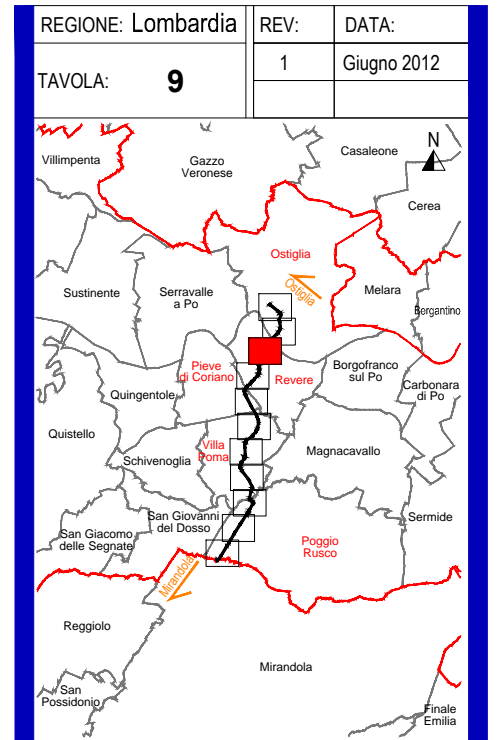 REGIONE: Lombardia
REV:
DATA:
TAVOLA: 9
1
Giugno 2012
N
Villimpenta
Gazzo
Veronese
Casaleone
Cerea
Ostiglia
Ostiglia
Sustinente
Serravalle
a Po
Melara
Bergantino
Pieve
di Coriano
Revere
Borgofranco
sul Po
Carbonara
di Po
Quingentole
Quistello
Schivenoglia
Villa
Poma
Magnacavallo
San Giacomo
delle Segnate
San Giovanni
del Dosso
Sermide
Poggio
Rusco
Mirandola
Reggiolo
Mirandola
San
Possidonio
Finale
Emilia